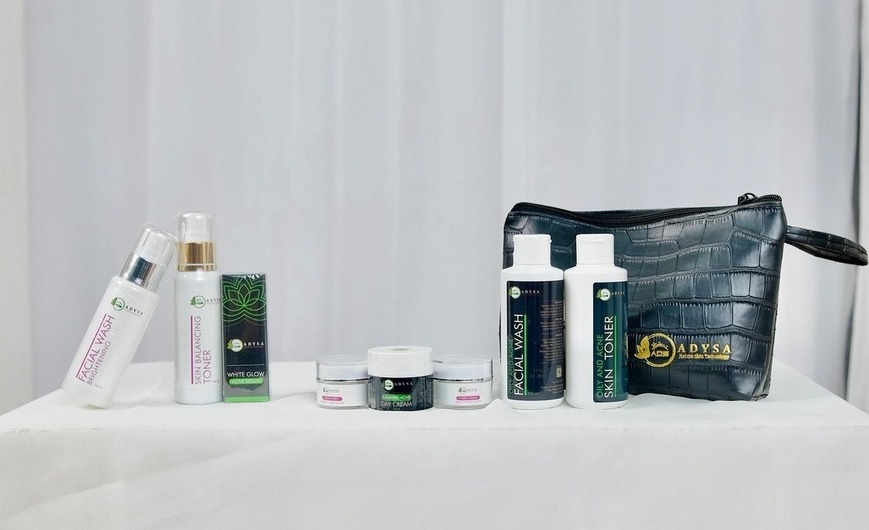 ADYSA
FACIAL WASH
BRIGHTENING
ADYSA
SKIN BALANCING
TONER
ADYSA
WHITE GLOW
ADYSA
DAY CREAM
ADYSA
FACIAL WASH
OILY AND ACNE
SKIN TONER
ADS
ADYSA
Nature Skin Technology